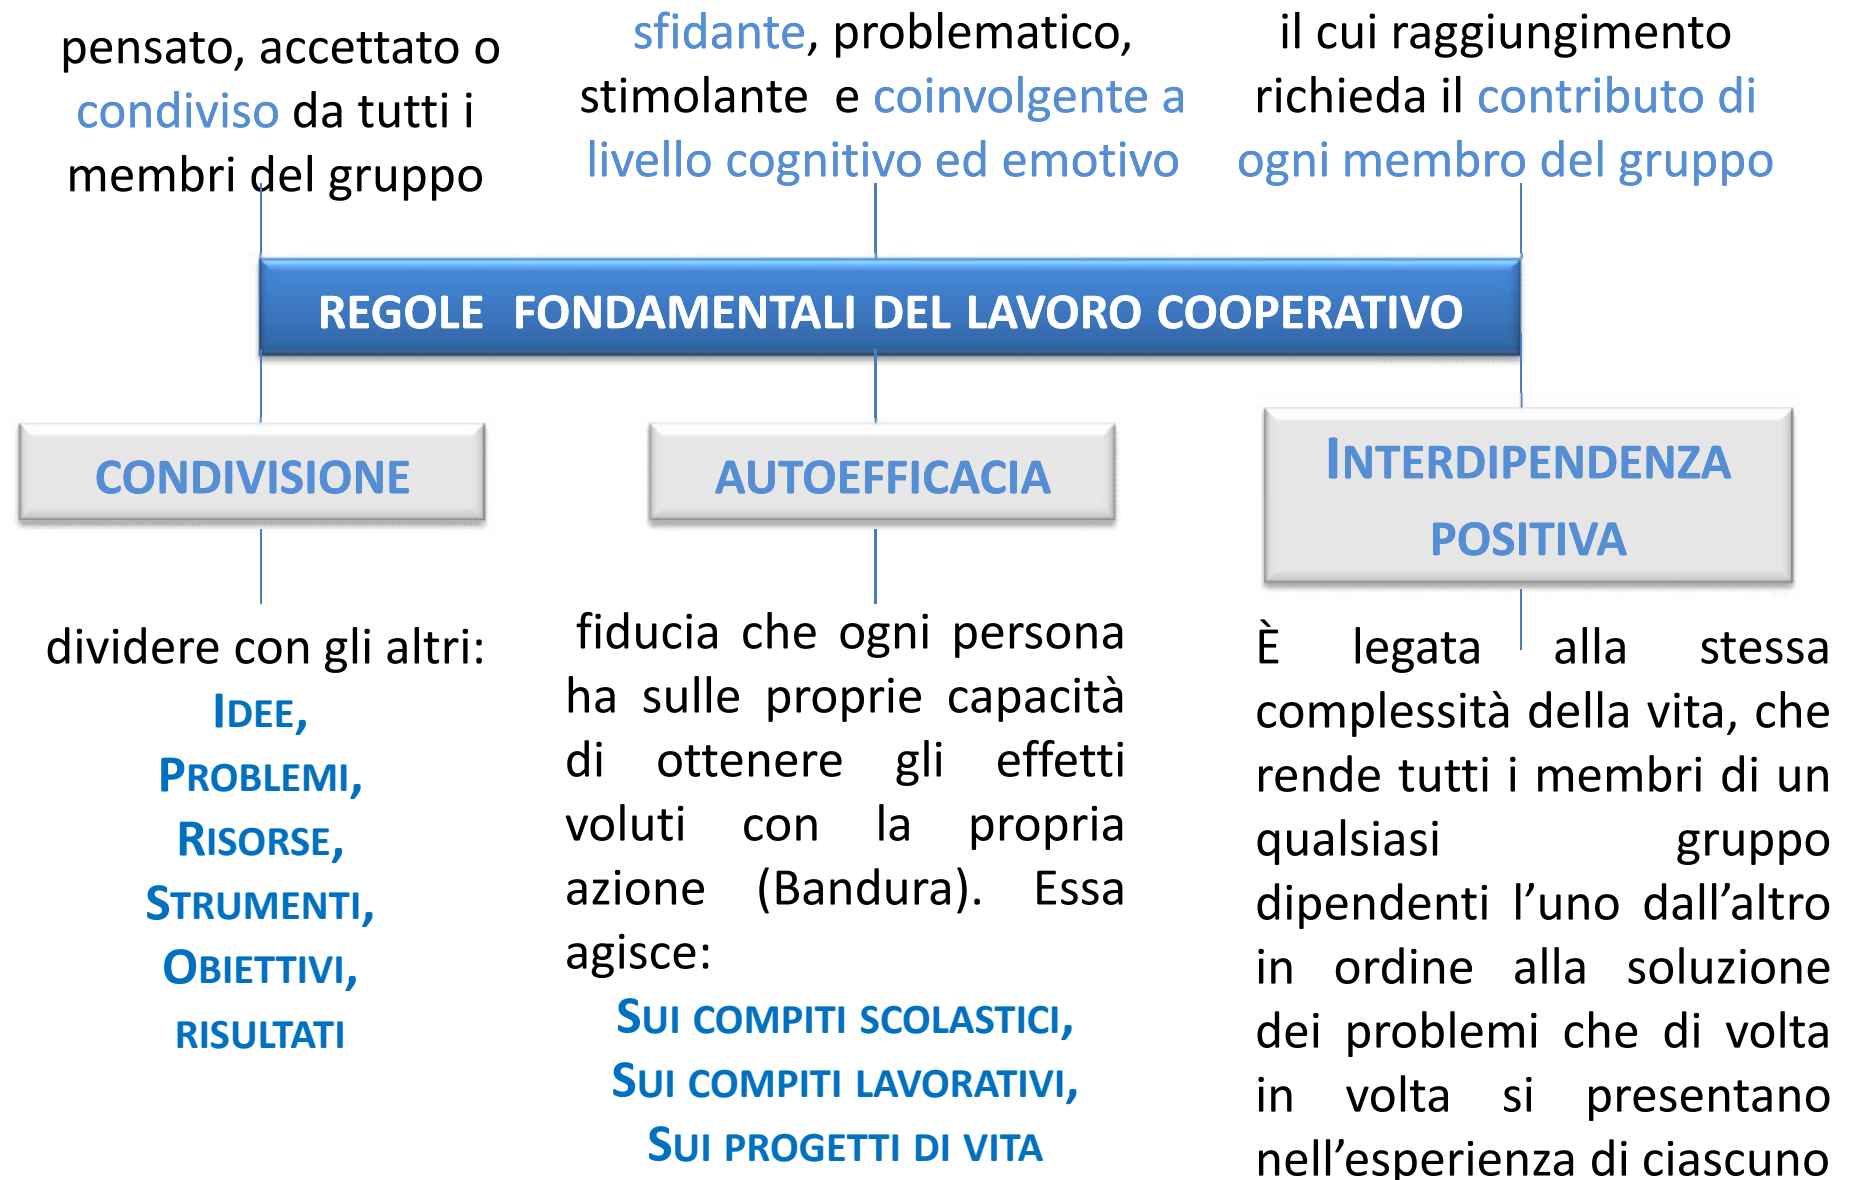 pensato, accettato o
condiviso da tutti i
membri del gruppo
sfidante, problematico,
stimolante e coinvolgente a
livello cognitivo ed emotivo
il cui raggiungimento
richieda il contributo di
ogni membro del gruppo
REGOLE FONDAMENTALI DEL LAVORO COOPERATIVO
CONDIVISIONE
dividere con gli altri:
IDEE,
PROBLEMI,
RISORSE,
STRUMENTI,
OBIETTIVI,
RISULTATI
AUTOEFFICACIA
fiducia che ogni persona
ha sulle proprie capacità
di ottenere gli effetti
voluti con la propria
azione (Bandura). Essa
agisce:
SUI COMPITI SCOLASTICI,
SUI COMPITI LAVORATIVI,
SUI PROGETTI DI VITA
INTERDIPENDENZA
POSITIVA
È legata alla stessa
complessità della vita, che
rende tutti i membri di un
qualsiasi gruppo
dipendenti l’uno dall’altro
in ordine alla soluzione
dei problemi che di volta
in volta si presentano
nell’esperienza di ciascuno